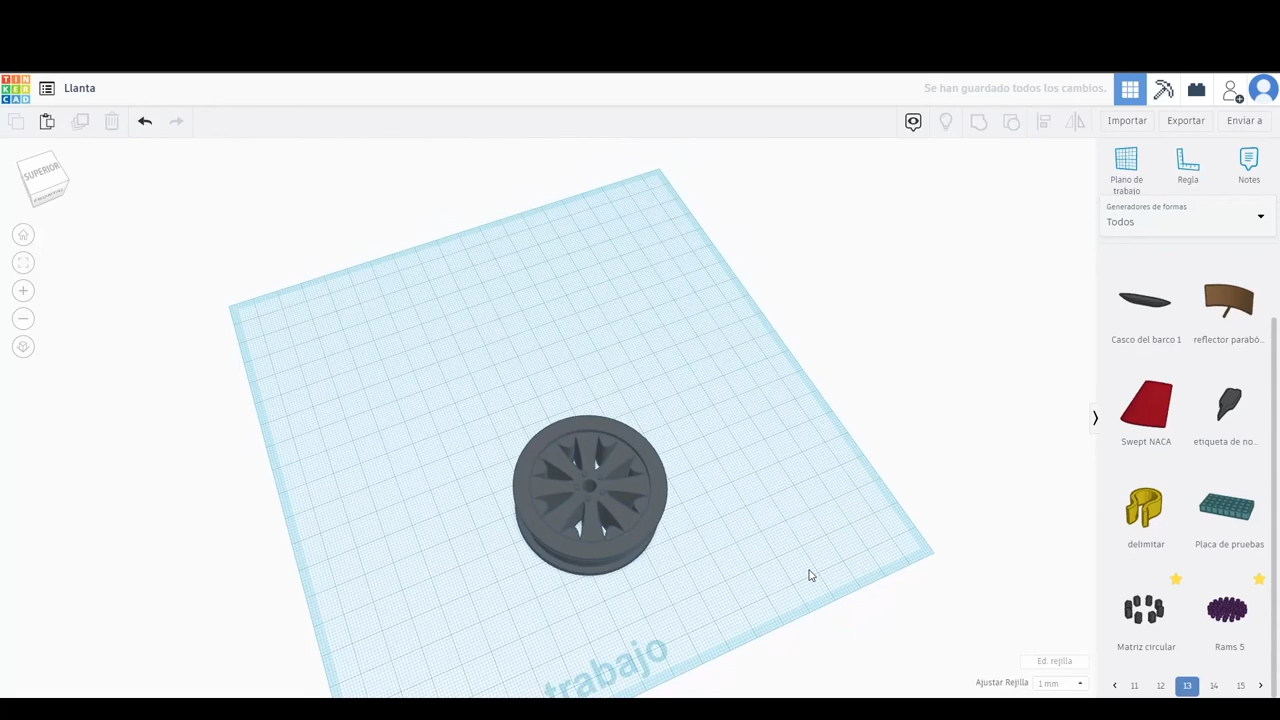 TIN
KER
CAD
Llanta
Se han guardado todos los cambios.
Importar
Exportar
Enviar a
SUPERIOR
Plano de
trabajo
Regla
Notes
Generadores de formas
Todos
Casco del barco 1
reflector parabó...
Swept NACA
etiqueta de no...
delimitar
Placa de pruebas
Matriz circular
Rams 5
trabajo
Ed. rejilla
Ajustar Rejilla
1 mm
11
12
13
14
15